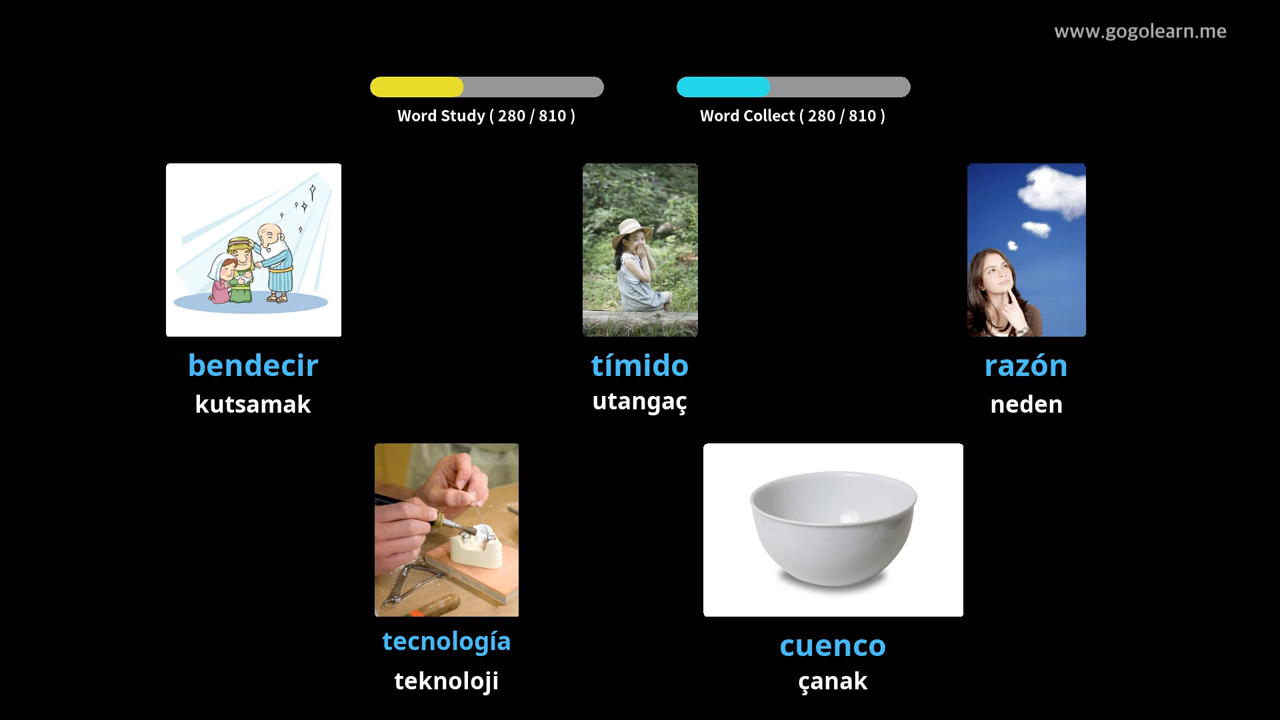 www.gogolearn.me
Word Study ( 280 / 810 )
Word Collect ( 280 / 810 )
bendecir
kutsamak
tímido
utangaç
razón
neden
tecnología
teknoloji
cuenco
çanak